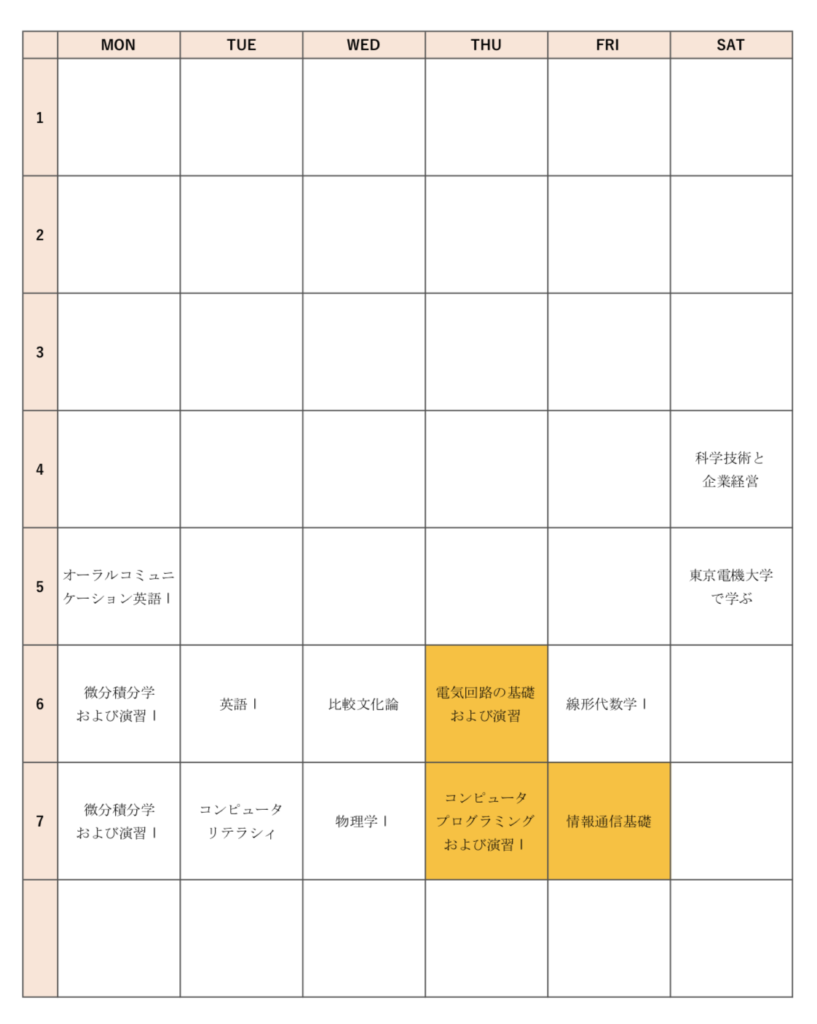 MON TUE WED THU FRI SAT
1
2
3
4
科学技術と
企業経営
5
オーラルコミュニ
ケーション英語Ⅰ
東京電機大学
で学ぶ
6
微分積分学
および演習Ⅰ
英語Ⅰ
比較文化論
電気回路の基礎
および演習
線形代数学Ⅰ
7
微分積分学
および演習Ⅰ
コンピュータ
リテラシィ
物理学Ⅰ
コンピュータ
プログラミング
および演習Ⅰ
情報通信基礎